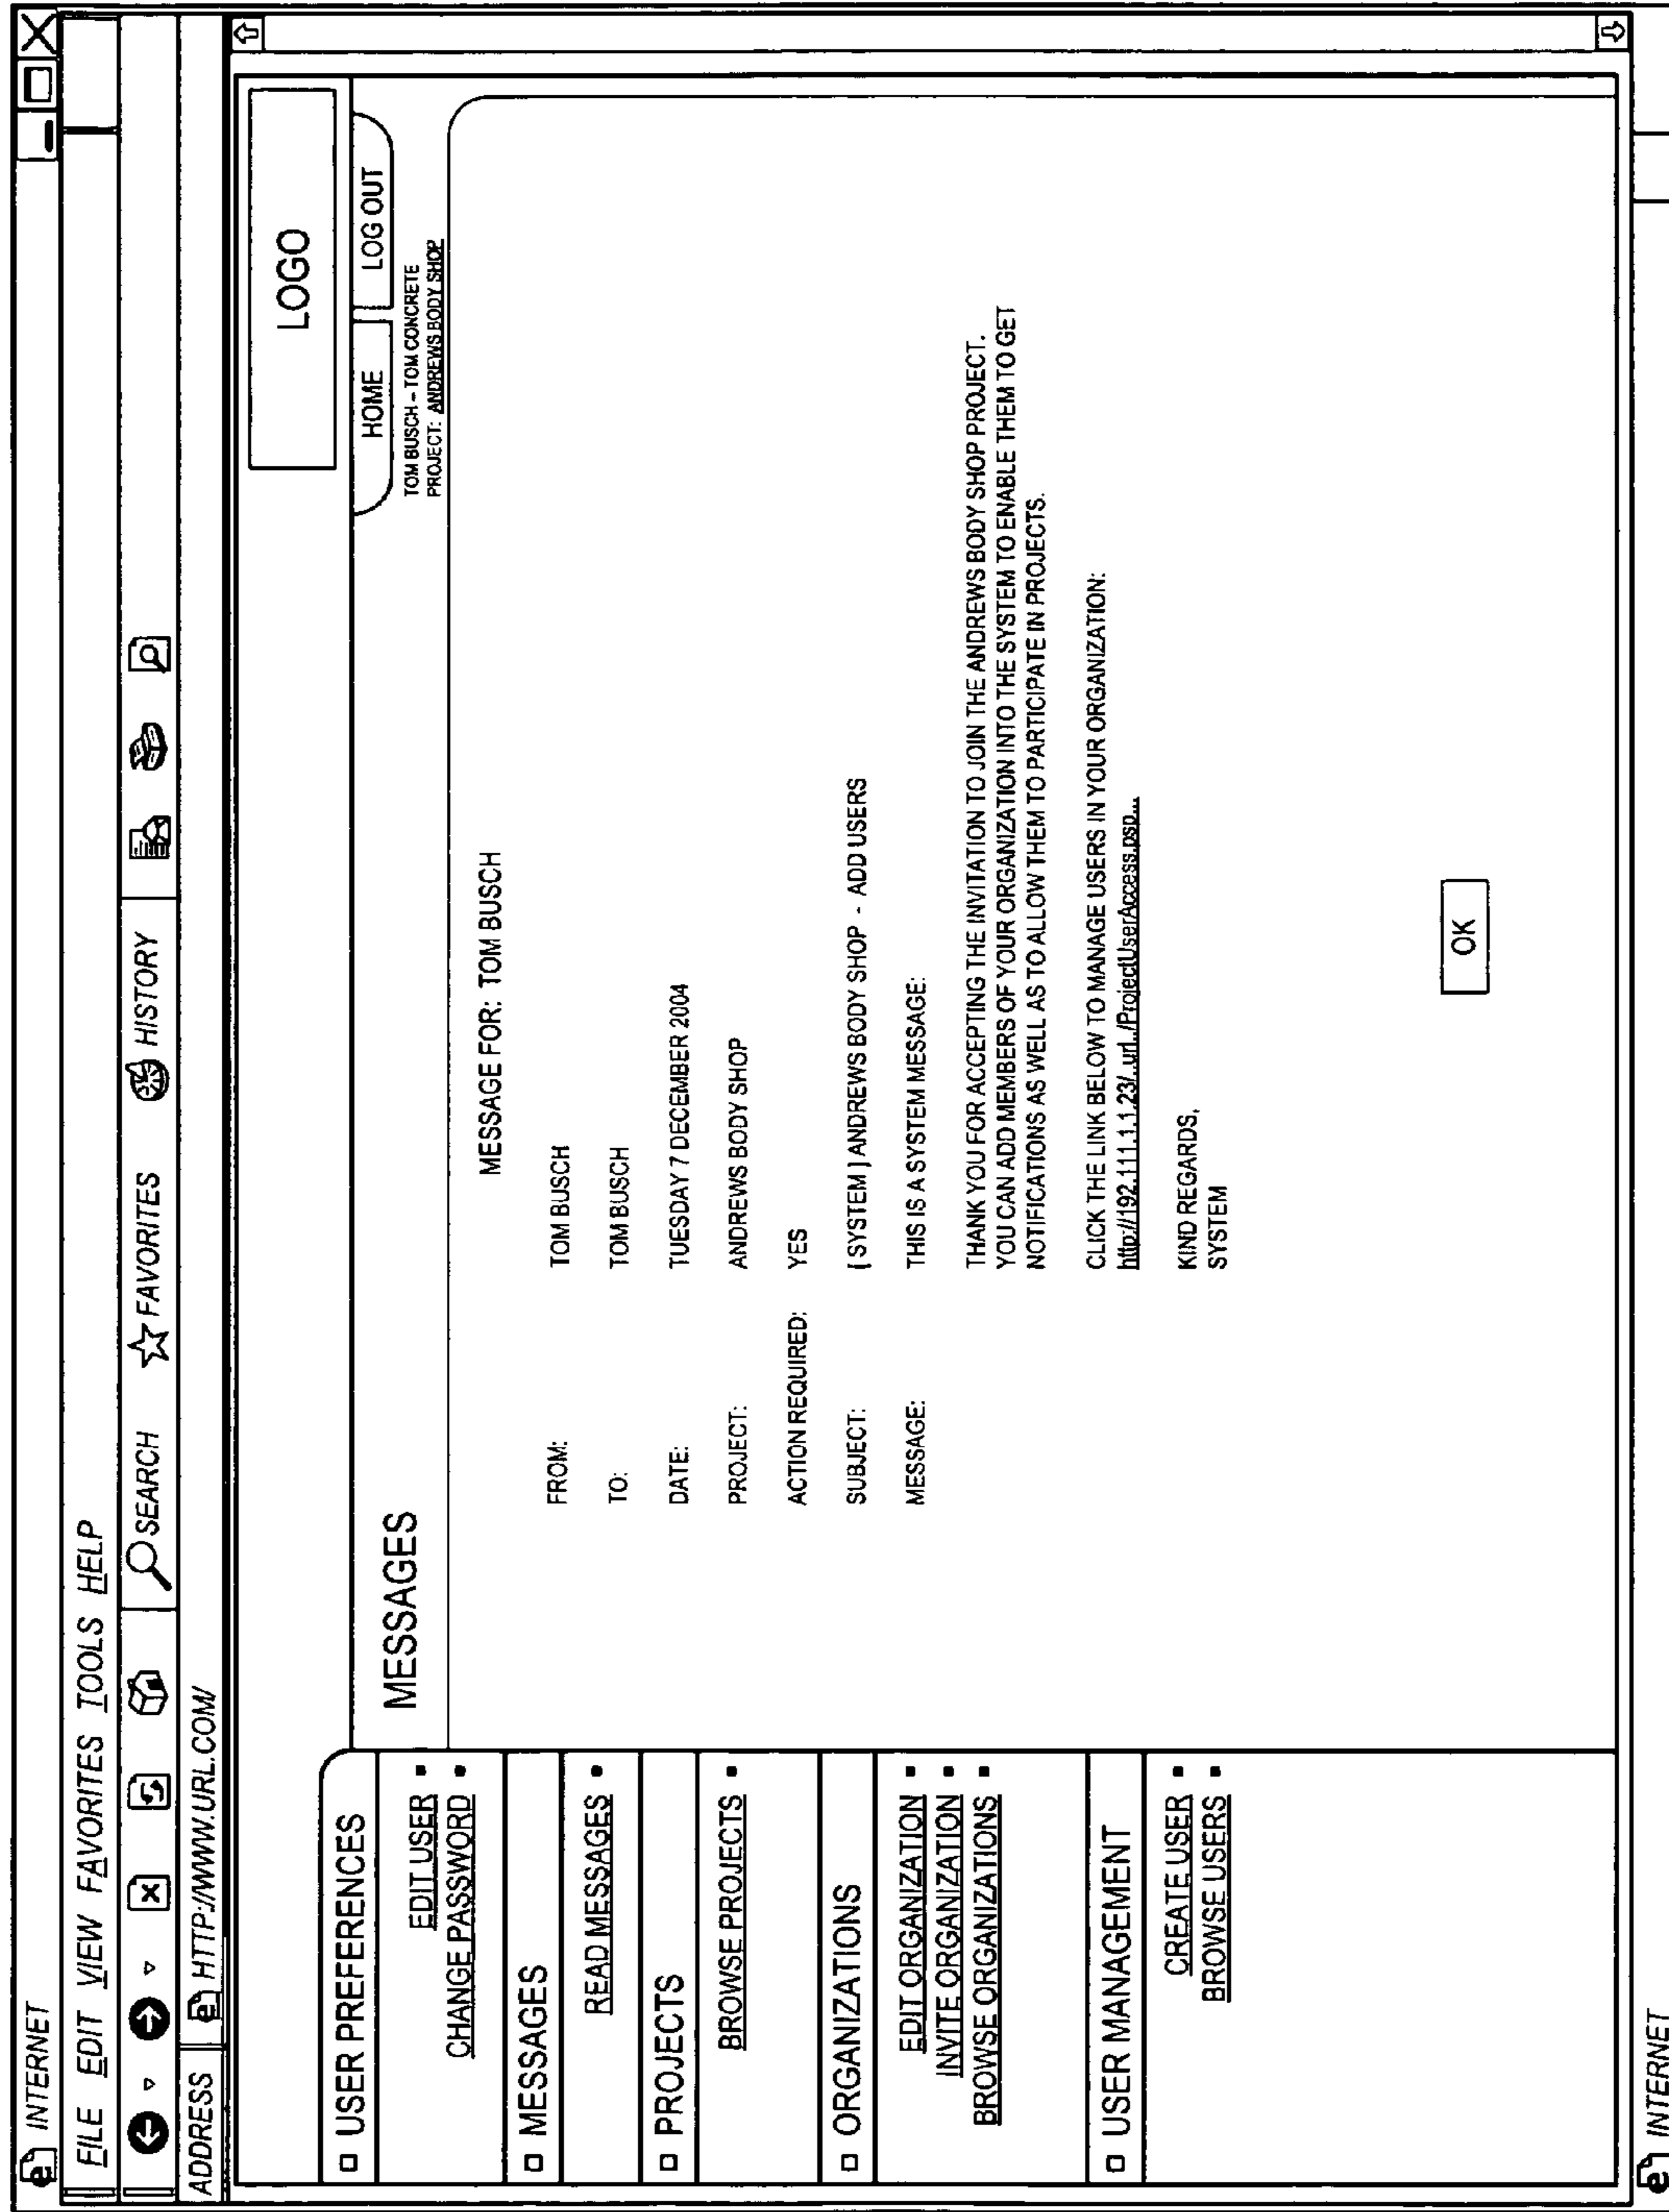 INTERNET
FILE EDIT VIEW FAVORITES TOOLS HELP
SEARCH FAVORITES HISTORY
ADDRESS HTTP://WWW.URL.COM/
LOGO
HOME LOG OUT
TOM BUSCH – TOM CONCRETE
PROJECT: ANDREWS BODY SHOP
USER PREFERENCES
EDIT USER
CHANGE PASSWORD
MESSAGES
READ MESSAGES
PROJECTS
BROWSE PROJECTS
ORGANIZATIONS
EDIT ORGANIZATION
INVITE ORGANIZATION
BROWSE ORGANIZATIONS
USER MANAGEMENT
CREATE USER
BROWSE USERS
MESSAGES
MESSAGE FOR: TOM BUSCH
FROM: TOM BUSCH
TO: TOM BUSCH
DATE: TUESDAY 7 DECEMBER 2004
PROJECT: ANDREWS BODY SHOP
ACTION REQUIRED: YES
SUBJECT: [ SYSTEM ] ANDREWS BODY SHOP - ADD USERS
MESSAGE: THIS IS A SYSTEM MESSAGE:
THANK YOU FOR ACCEPTING THE INVITATION TO JOIN THE ANDREWS BODY SHOP PROJECT.
YOU CAN ADD MEMBERS OF YOUR ORGANIZATION INTO THE SYSTEM TO ENABLE THEM TO GET
NOTIFICATIONS AS WELL AS TO ALLOW THEM TO PARTICIPATE IN PROJECTS.
CLICK THE LINK BELOW TO MANAGE USERS IN YOUR ORGANIZATION:
http://192.111.1.1.23/..url../ProjectUserAccess.psp...
KIND REGARDS,
SYSTEM
OK
INTERNET